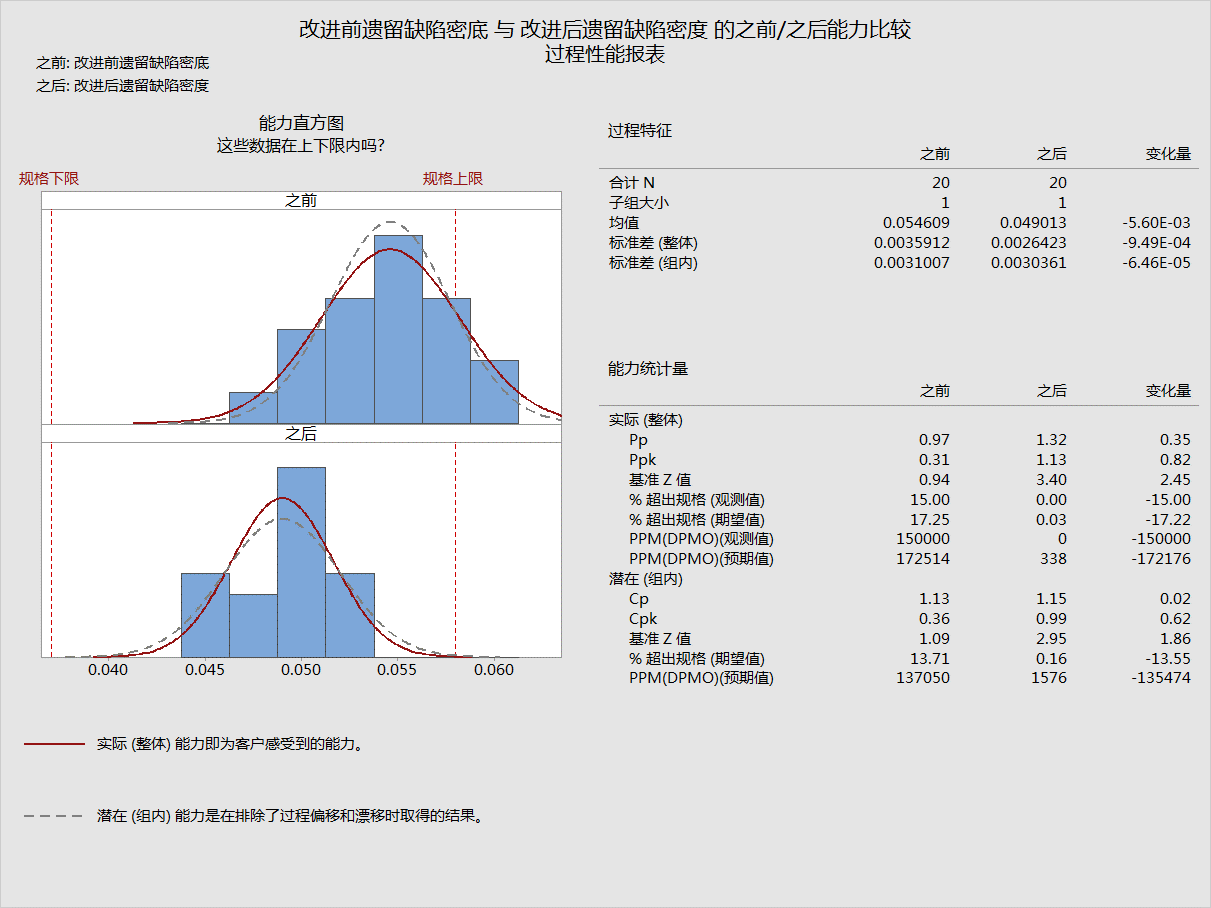 改进前遗留缺陷密底 与 改进后遗留缺陷密度 的之前/之后能力比较
过程性能报表
之前: 改进前遗留缺陷密底
之后: 改进后遗留缺陷密度
能力直方图
这些数据在上下限内吗?
规格下限 规格上限
之前
之后
0.040 0.045 0.050 0.055 0.060
实际 (整体) 能力即为客户感受到的能力。
潜在 (组内) 能力是在排除了过程偏移和漂移时取得的结果。
过程特征
之前 之后 变化量
合计 N 20 20
子组大小 1 1
均值 0.054609 0.049013 -5.60E-03
标准差 (整体) 0.0035912 0.0026423 -9.49E-04
标准差 (组内) 0.0031007 0.0030361 -6.46E-05
能力统计量
之前 之后 变化量
实际 (整体)
Pp 0.97 1.32 0.35
Ppk 0.31 1.13 0.82
基准 Z 值 0.94 3.40 2.45
% 超出规格 (观测值) 15.00 0.00 -15.00
% 超出规格 (期望值) 17.25 0.03 -17.22
PPM(DPMO)(观测值) 150000 0 -150000
PPM(DPMO)(预期值) 172514 338 -172176
潜在 (组内)
Cp 1.13 1.15 0.02
Cpk 0.36 0.99 0.62
基准 Z 值 1.09 2.95 1.86
% 超出规格 (期望值) 13.71 0.16 -13.55
PPM(DPMO)(预期值) 137050 1576 -135474